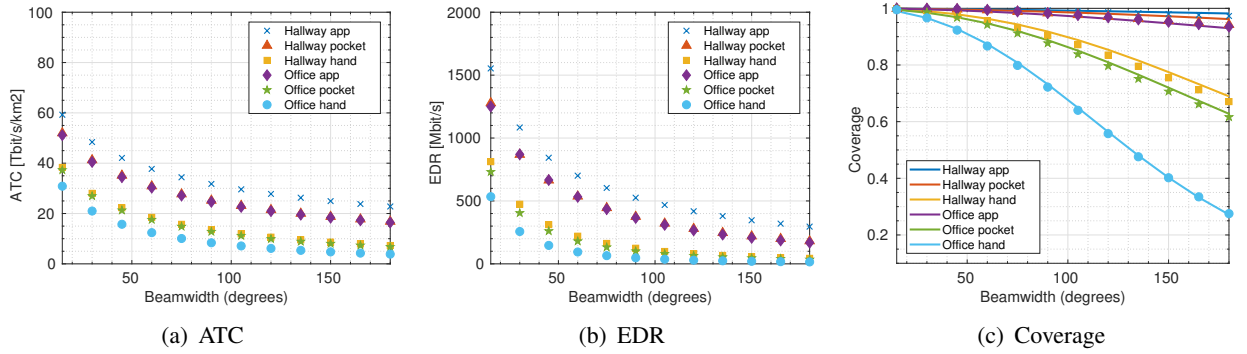 100
80
60
40
20
0
50
100
150
ATC [Tbit/s/km2]
Beamwidth (degrees)
Hallway app
Hallway pocket
Hallway hand
Office app
Office pocket
Office hand
(a) ATC
2000
1500
1000
500
0
50
100
150
EDR [Mbit/s]
Beamwidth (degrees)
Hallway app
Hallway pocket
Hallway hand
Office app
Office pocket
Office hand
(b) EDR
1
0.8
0.6
0.4
0.2
50
100
150
Coverage
Beamwidth (degrees)
Hallway app
Hallway pocket
Hallway hand
Office app
Office pocket
Office hand
(c) Coverage